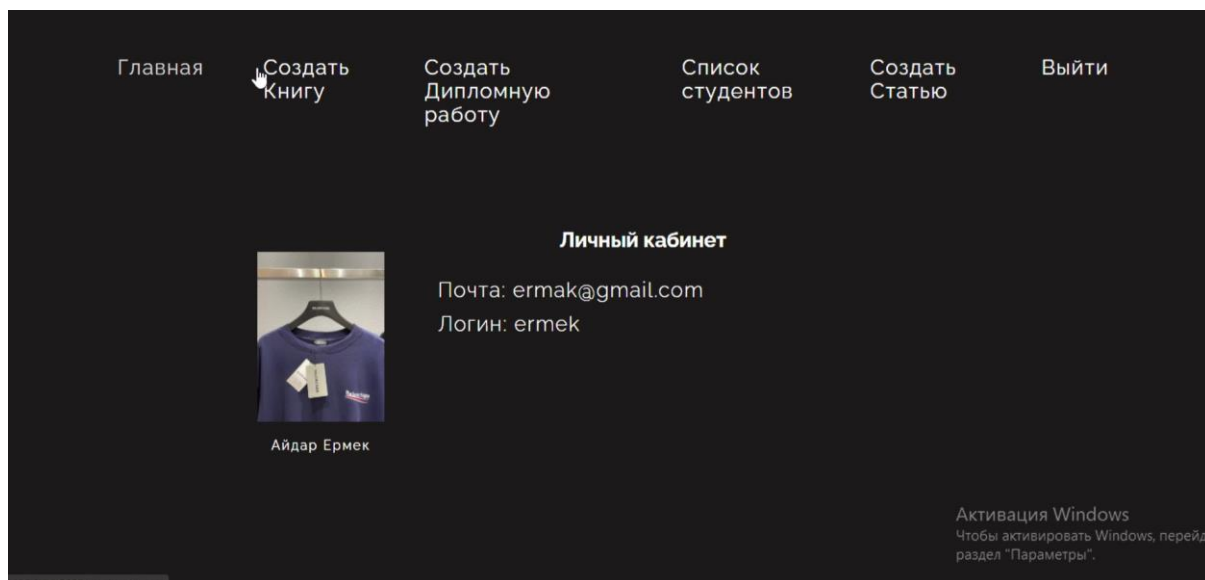 Главная
Создать
Книгу
Создать
Дипломную
работу
Список
студентов
Создать
Статью
Выйти
Личный кабинет
Почта: ermak@gmail.com
Логин: ermek
Айдар Ермек
Активация Windows
Чтобы активировать Windows, перейд
раздел "Параметры".